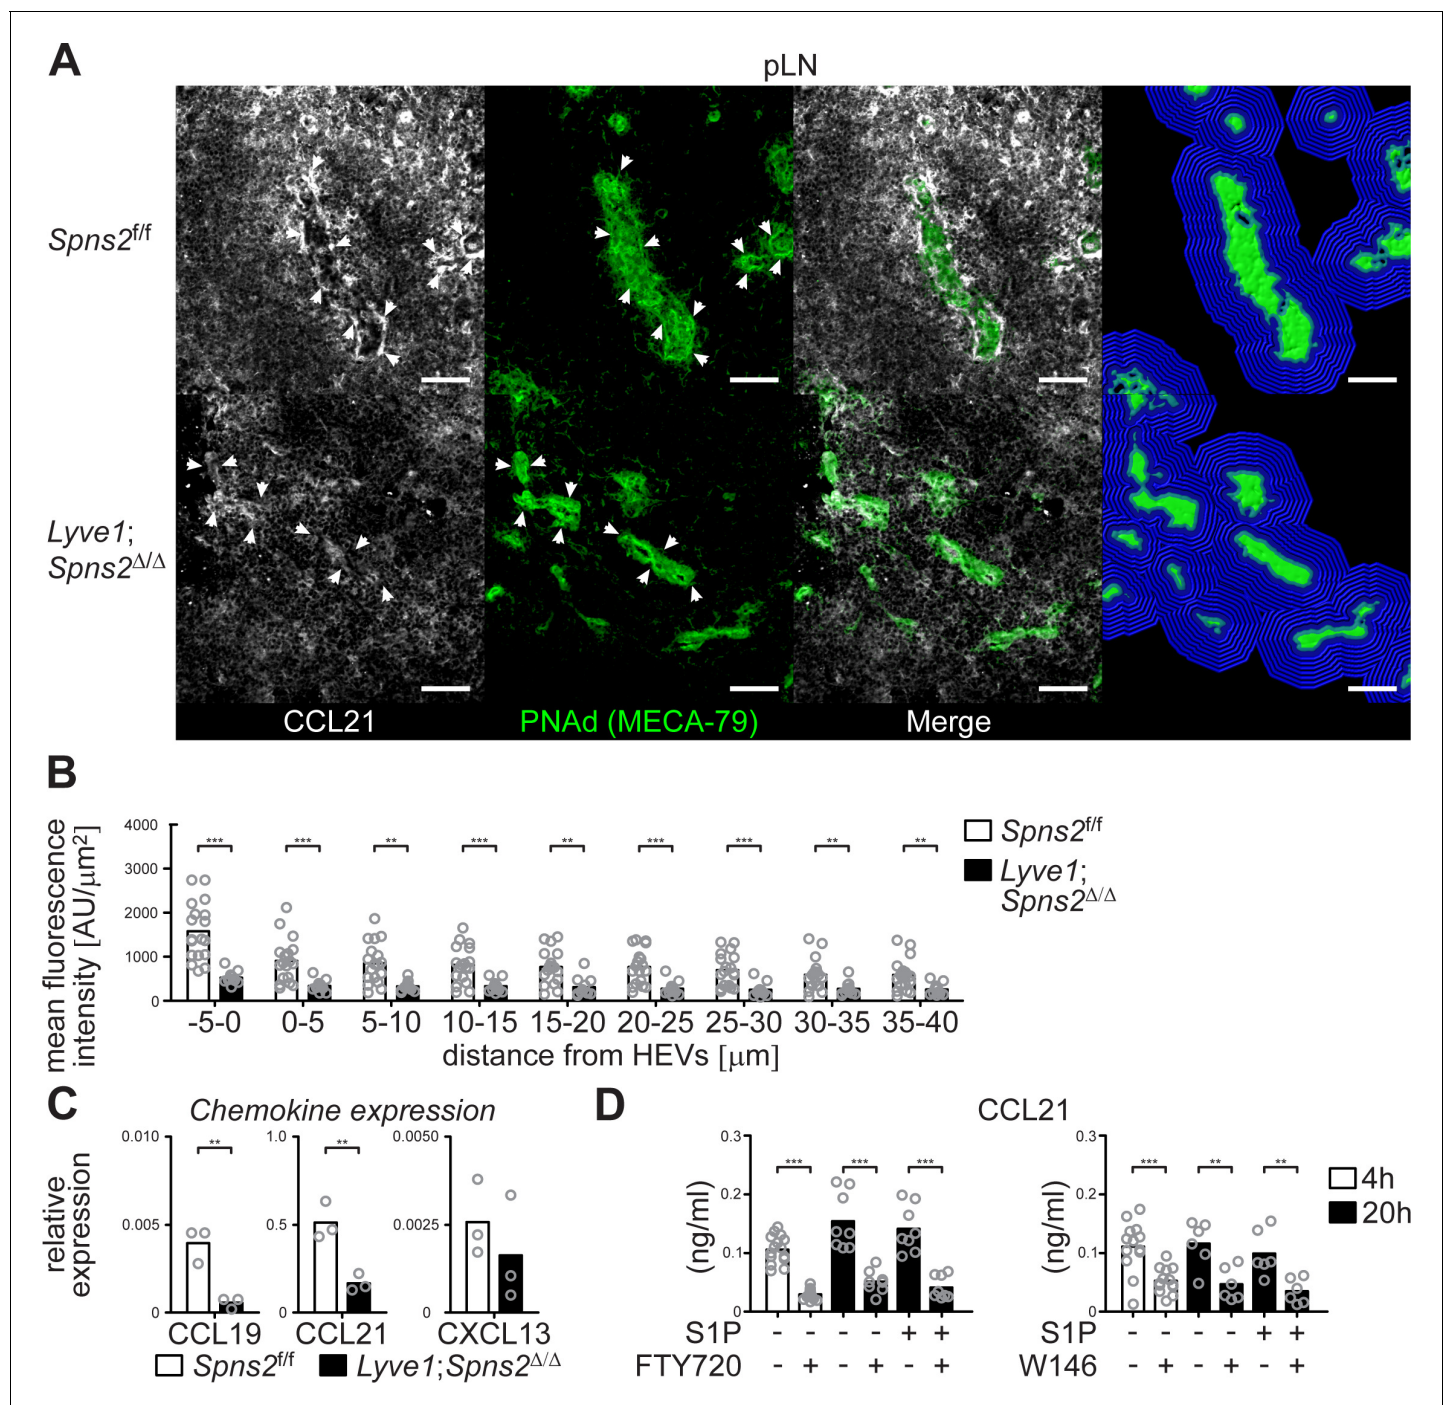 A
pLN
Spns2f/f
Lyve1;
Spns2Δ/Δ
CCL21 PNAd (MECA-79) Merge
B
mean fluorescence
intensity [AU/μm2]
4000
3000
2000
1000
0
*** *** ** *** ** *** *** ** **
-5-0 0-5 5-10 10-15 15-20 20-25 25-30 30-35 35-40
distance from HEVs [μm]
Spns2f/f
Lyve1;
Spns2Δ/Δ
C
Chemokine expression
relative
expression
0.010
0.005
0
**
CCL19
1.0
0.5
0
**
CCL21
0.0050
0.0025
0
CXCL13
Spns2f/f Lyve1;Spns2Δ/Δ
D
CCL21
(ng/ml)
0.3
0.2
0.1
0
*** *** ***
S1P - - - - + +
FTY720 - + - + - +
(ng/ml)
0.3
0.2
0.1
0
*** ** **
S1P - - - - + +
W146 - + - + - +
4h
20h